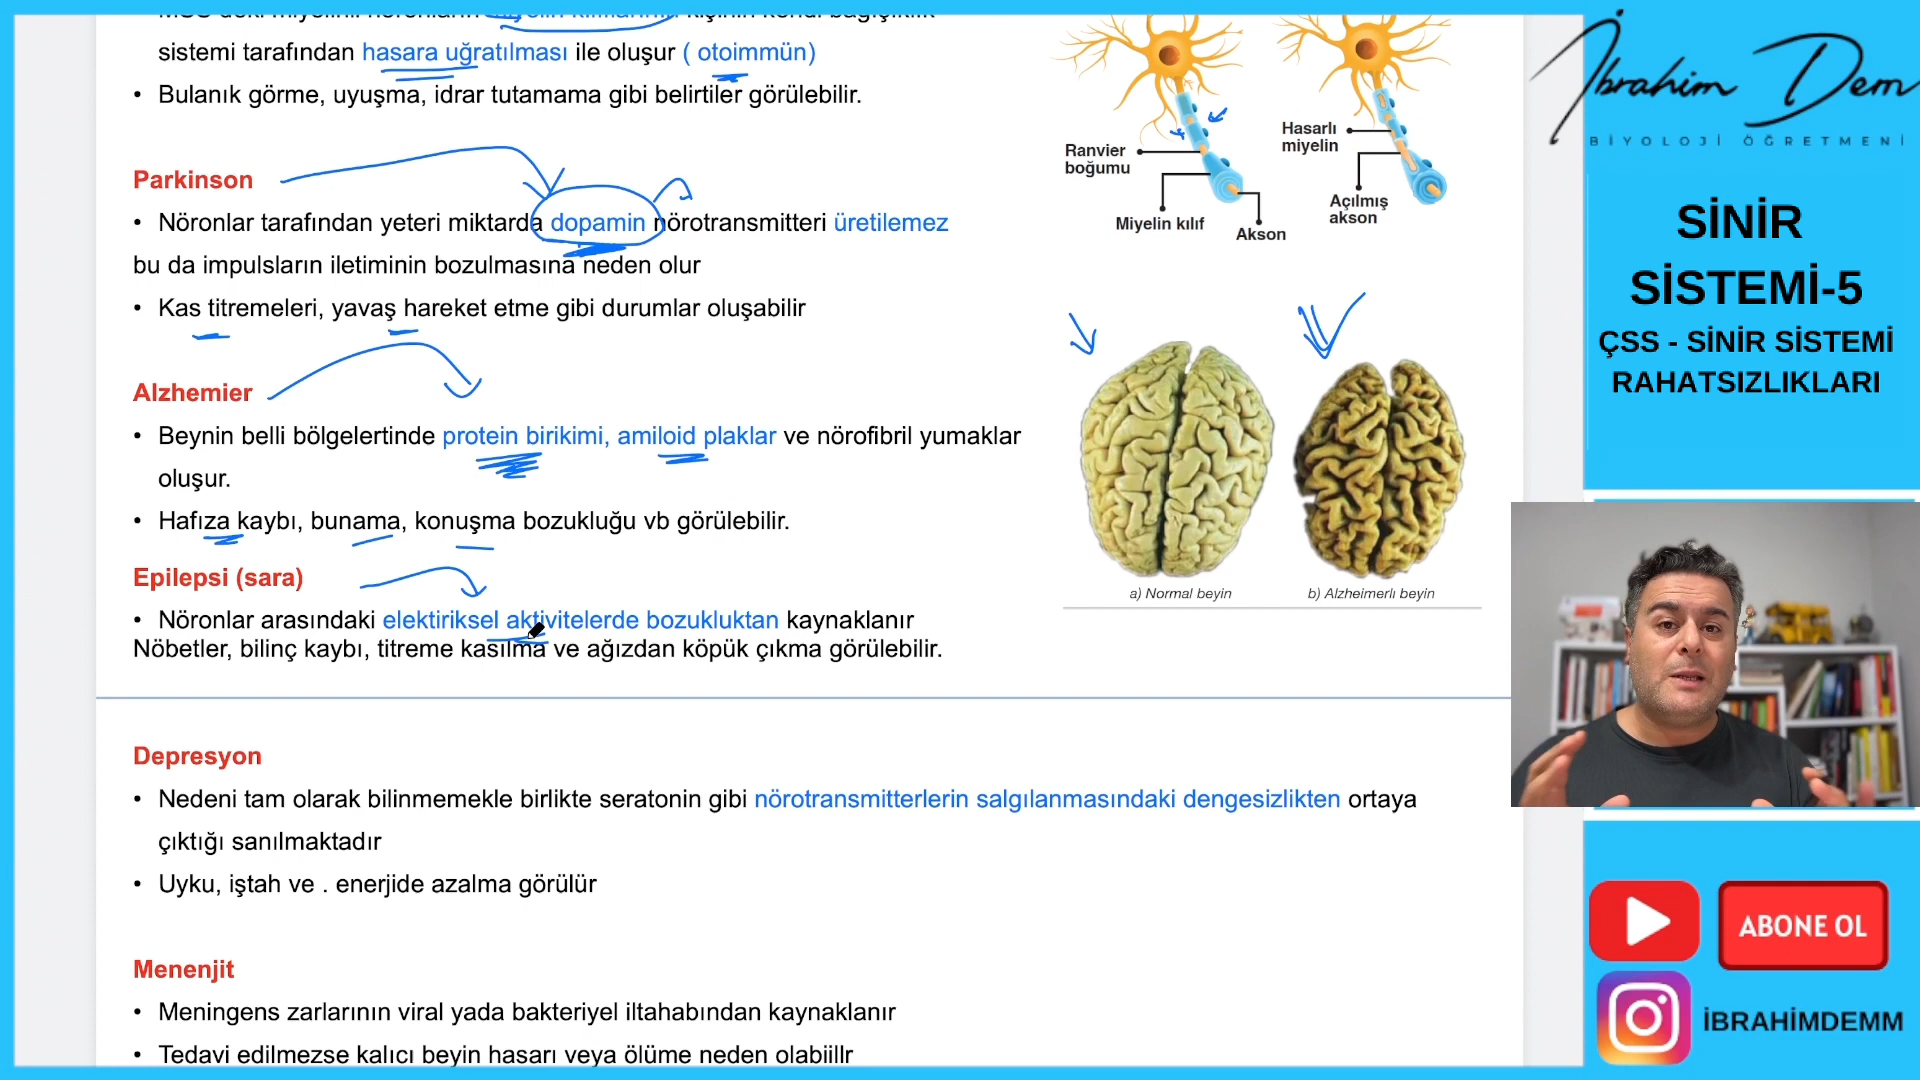 sistemi tarafından hasara uğratılması ile oluşur ( otoimmün)
• Bulanık görme, uyuşma, idrar tutamama gibi belirtiler görülebilir.
Parkinson
• Nöronlar tarafından yeteri miktarda dopamin nörotransmitteri üretilemez
bu da impulsların iletiminin bozulmasına neden olur
• Kas titremeleri, yavaş hareket etme gibi durumlar oluşabilir
Alzhemier
• Beynin belli bölgelertinde protein birikimi, amiloid plaklar ve nörofibril yumaklar
oluşur.
• Hafıza kaybı, bunama, konuşma bozukluğu vb görülebilir.
Epilepsi (sara)
• Nöronlar arasındaki elektiriksel aktivitelerde bozukluktan kaynaklanır
Nöbetler, bilinç kaybı, titreme kasılma ve ağızdan köpük çıkma görülebilir.
Depresyon
• Nedeni tam olarak bilinmemekle birlikte seratonin gibi nörotransmitterlerin salgılanmasındaki dengesizlikten ortaya
çıktığı sanılmaktadır
• Uyku, iştah ve . enerjide azalma görülür
Menenjit
• Meningens zarlarının viral yada bakteriyel iltahabından kaynaklanır
• Tedavi edilmezse kalıcı beyin hasarı veya ölüme neden olabiillr
Ranvier
boğumu
Miyelin kılıf
Akson
Hasarlı
miyelin
Açılmış
akson
a) Normal beyin
b) Alzheimerlı beyin
İbrahim Dem
BİYOLOJİ ÖĞRETMENİ
SİNİR
SİSTEMİ-5
ÇSS - SİNİR SİSTEMİ
RAHATSIZLIKLARI
ABONE OL
İBRAHİMDEMM